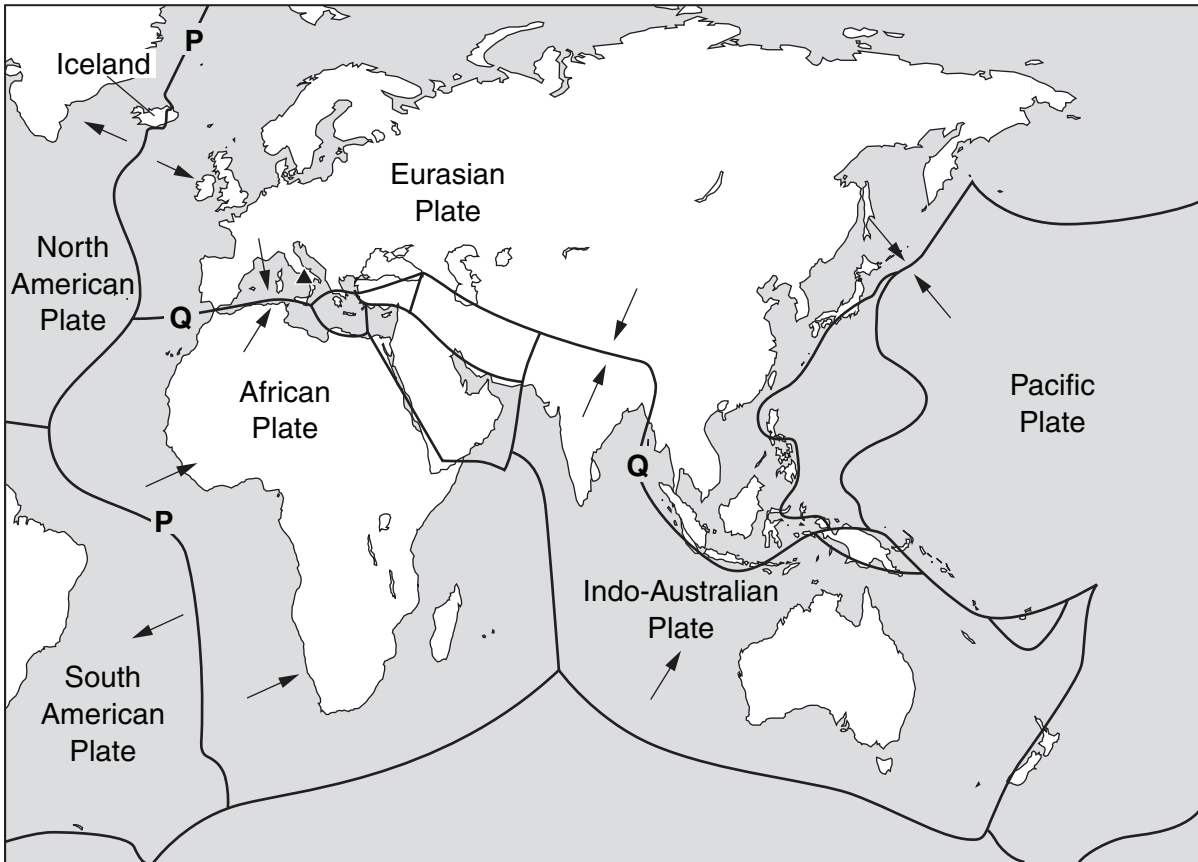 P
Iceland
Eurasian
Plate
North
American
Plate
Q
African
Plate
Pacific
Plate
Q
P
Indo-Australian
Plate
South
American
Plate